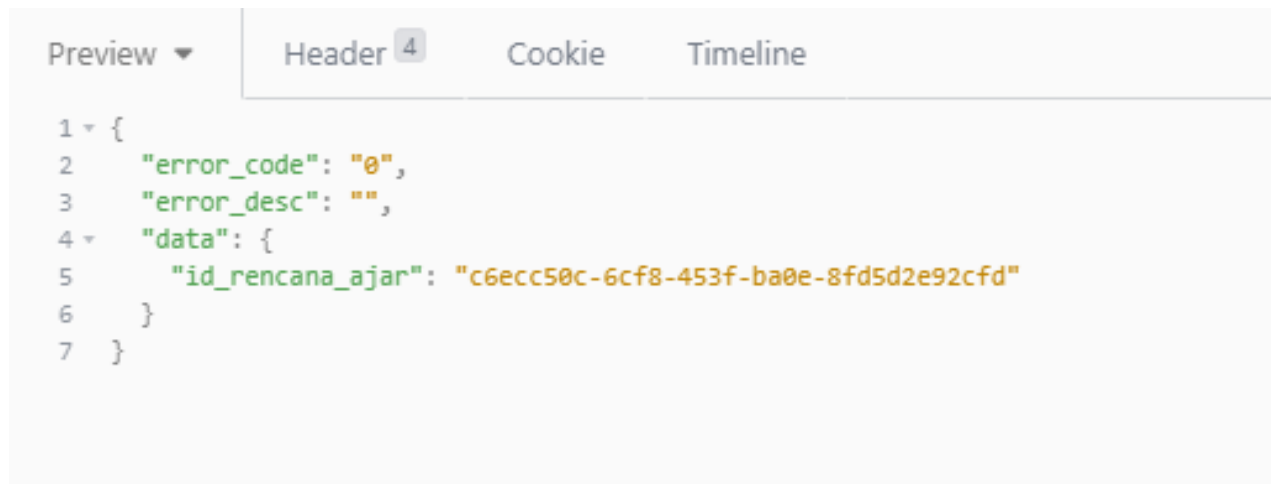 Preview Header 4 Cookie Timeline
1 {
2 "error_code": "0",
3 "error_desc": "",
4 "data": {
5 "id_rencana_ajar": "c6ecc50c-6cf8-453f-ba0e-8fd5d2e92cfd"
6 }
7 }